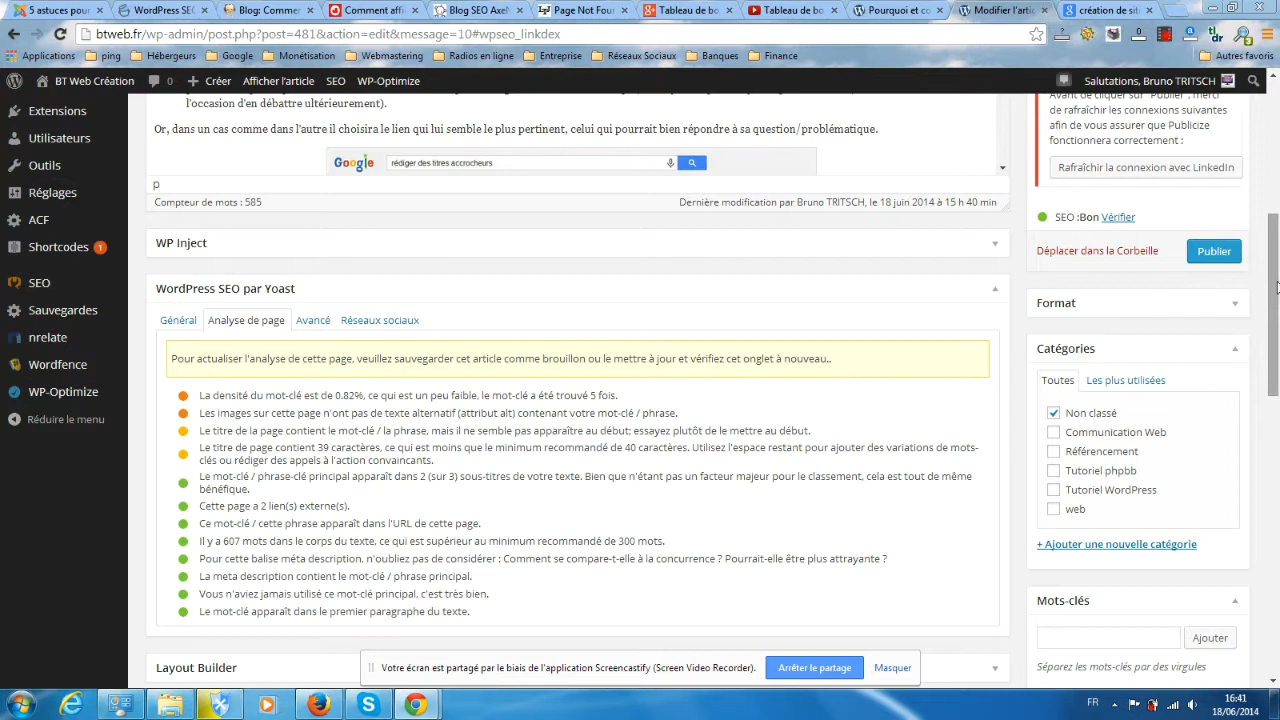 5 astuces pour
WordPress SEO
Blog: Comme
Comment affi
Blog SEO AxeN
Page Not Four
Tableau de bo
Tableau de bo
Pourquoi et co
Modifier l'artic
création de sit
btweb.fr/wp-admin/post.php?post=481&action=edit&message=10#wpseo_linkdex
Applications ping Hébergeurs Google Monétisation Webmastering Radios en ligne Entreprise Réseaux Sociaux Banques Finance Autres favoris
BT Web Création 0 Créer Afficher l'article SEO WP-Optimize Salutations, Bruno TRITSCH
Extensions
Utilisateurs
Outils
Réglages
ACF
Shortcodes 1
SEO
Sauvegardes
nrelate
Wordfence
WP-Optimize
Réduire le menu
l'occasion d'en débattre ultérieurement).
Or, dans un cas comme dans l'autre il choisira le lien qui lui semble le plus pertinent, celui qui pourrait bien répondre à sa question/problématique.
Google rédiger des titres accrocheurs
p
Compteur de mots : 585
Dernière modification par Bruno TRITSCH, le 18 juin 2014 à 15 h 40 min
WP Inject
WordPress SEO par Yoast
Général Analyse de page Avancé Réseaux sociaux
Pour actualiser l'analyse de cette page, veuillez sauvegarder cet article comme brouillon ou le mettre à jour et vérifiez cet onglet à nouveau..
La densité du mot-clé est de 0.82%, ce qui est un peu faible, le mot-clé a été trouvé 5 fois.
Les images sur cette page n'ont pas de texte alternatif (attribut alt) contenant votre mot-clé / phrase.
Le titre de la page contient le mot-clé / la phrase, mais il ne semble pas apparaître au début; essayez plutôt de le mettre au début.
Le titre de page contient 39 caractères, ce qui est moins que le minimum recommandé de 40 caractères. Utilisez l'espace restant pour ajouter des variations de mots-
clés ou rédiger des appels à l'action convaincants.
Le mot-clé / phrase-clé principal apparaît dans 2 (sur 3) sous-titres de votre texte. Bien que n'étant pas un facteur majeur pour le classement, cela est tout de même
bénéfique.
Cette page a 2 lien(s) externe(s).
Ce mot-clé / cette phrase apparaît dans l'URL de cette page.
Il y a 607 mots dans le corps du texte, ce qui est supérieur au minimum recommandé de 300 mots.
Pour cette balise méta description, n'oubliez pas de considérer : Comment se compare-t-elle à la concurrence ? Pourrait-elle être plus attrayante ?
La meta description contient le mot-clé / phrase principal.
Vous n'aviez jamais utilisé ce mot-clé principal, c'est très bien.
Le mot-clé apparaît dans le premier paragraphe du texte.
Layout Builder
Avant de cliquer sur "Publier", merci
de rafraîchir les connexions suivantes
afin de vous assurer que Publicize
fonctionnera correctement :
Rafraîchir la connexion avec LinkedIn
SEO :Bon Vérifier
Déplacer dans la Corbeille Publier
Format
Catégories
Toutes Les plus utilisées
Non classé
Communication Web
Référencement
Tutoriel phpbb
Tutoriel WordPress
web
+ Ajouter une nouvelle catégorie
Mots-clés
Ajouter
Séparez les mots-clés par des virgules
Votre écran est partagé par le biais de l'application Screencastify (Screen Video Recorder). Arrêter le partage Masquer
FR
16:41
18/06/2014